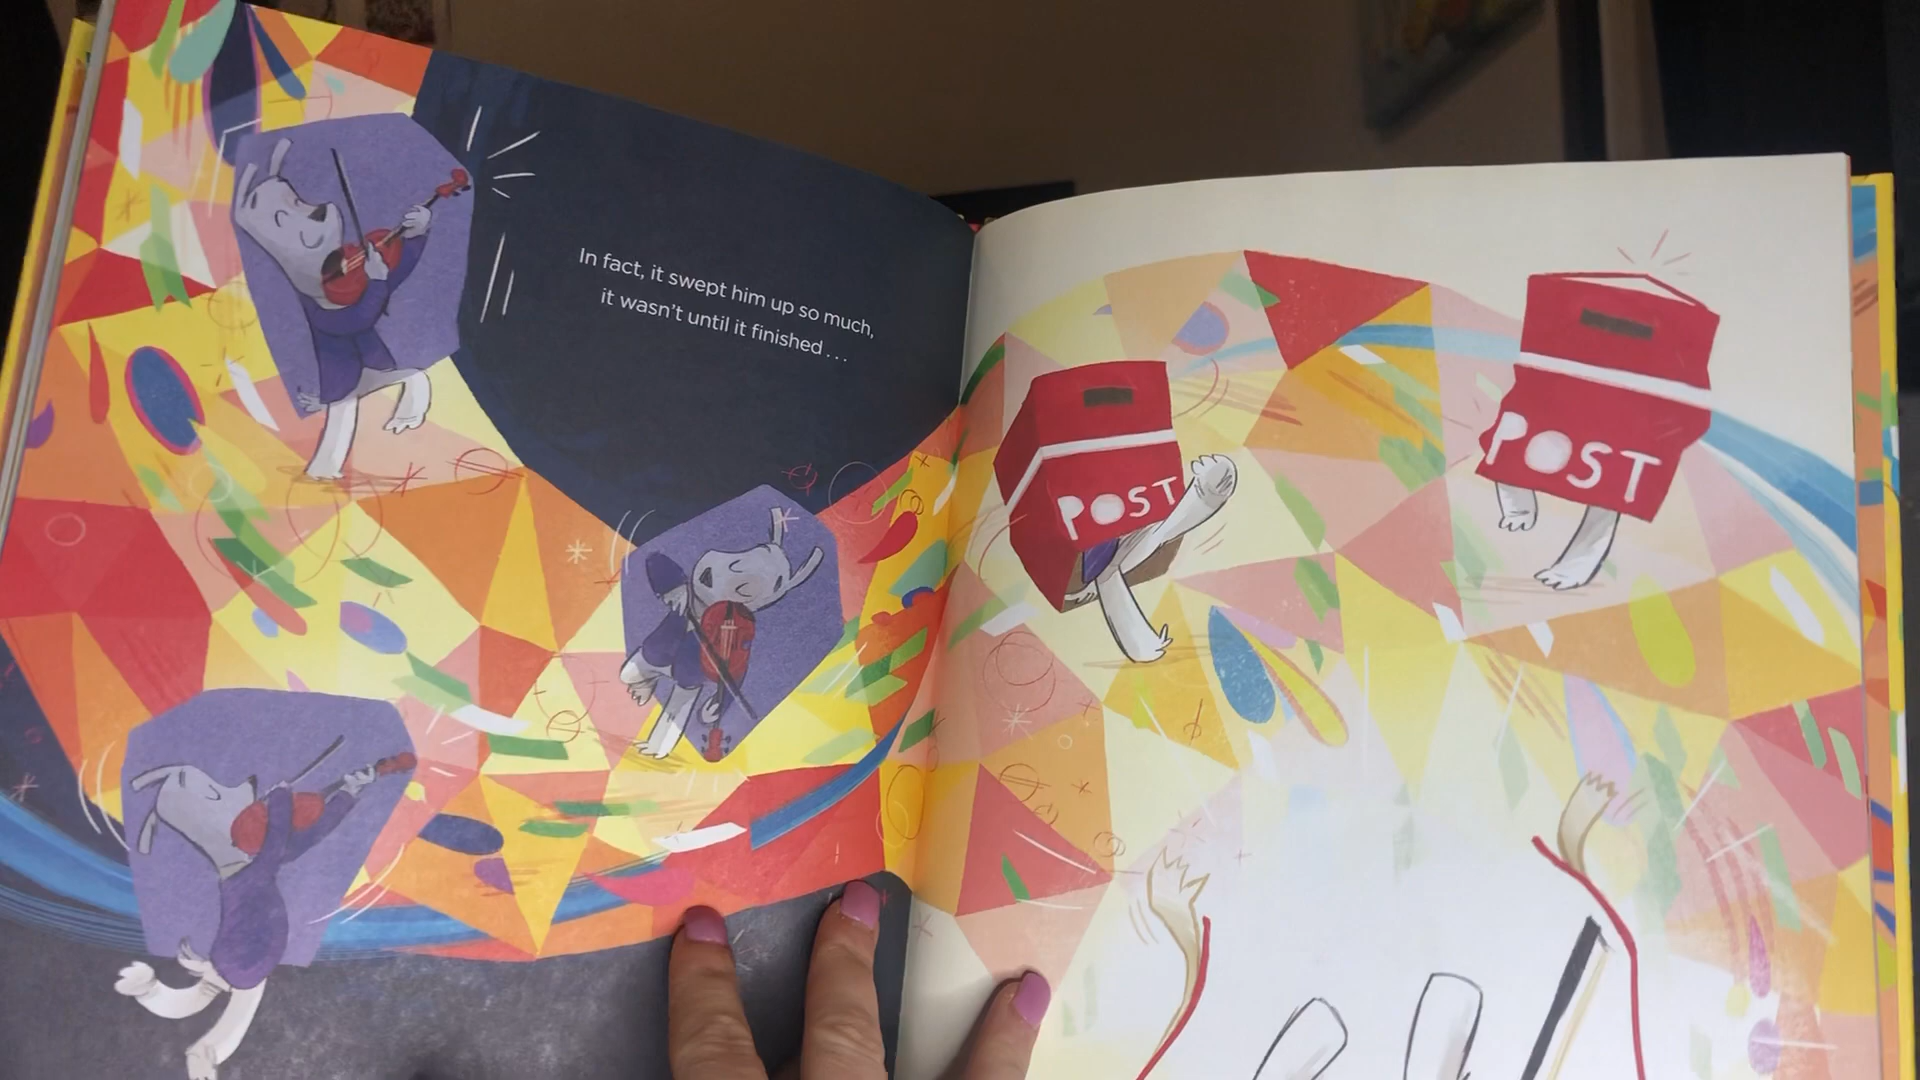 In fact, it swept him up so much,
it wasn't until it finished . . .
POST
POST